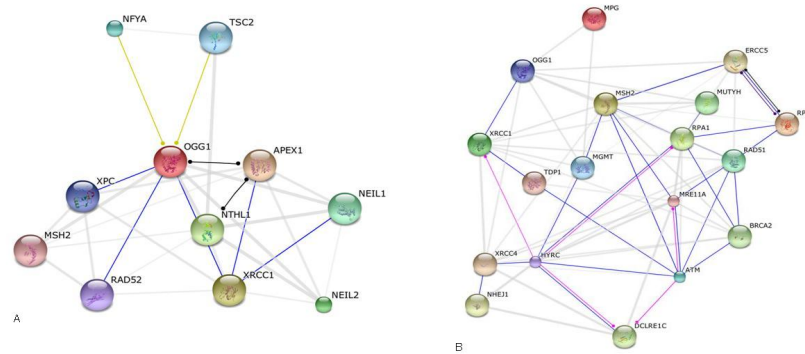 NFYA
TSC2
OGG1
APEX1
XPC
NEIL1
NTHL1
MSH2
RAD52
XRCC1
NEIL2
A
MPG
OGG1
ERCC5
MSH2
MUTYH
XRCC1
RPA1
RAD51
TDP1
MGMT
MRE11A
BRCA2
XRCC4
HYRC
ATM
NHEJ1
DCLRE1C
B